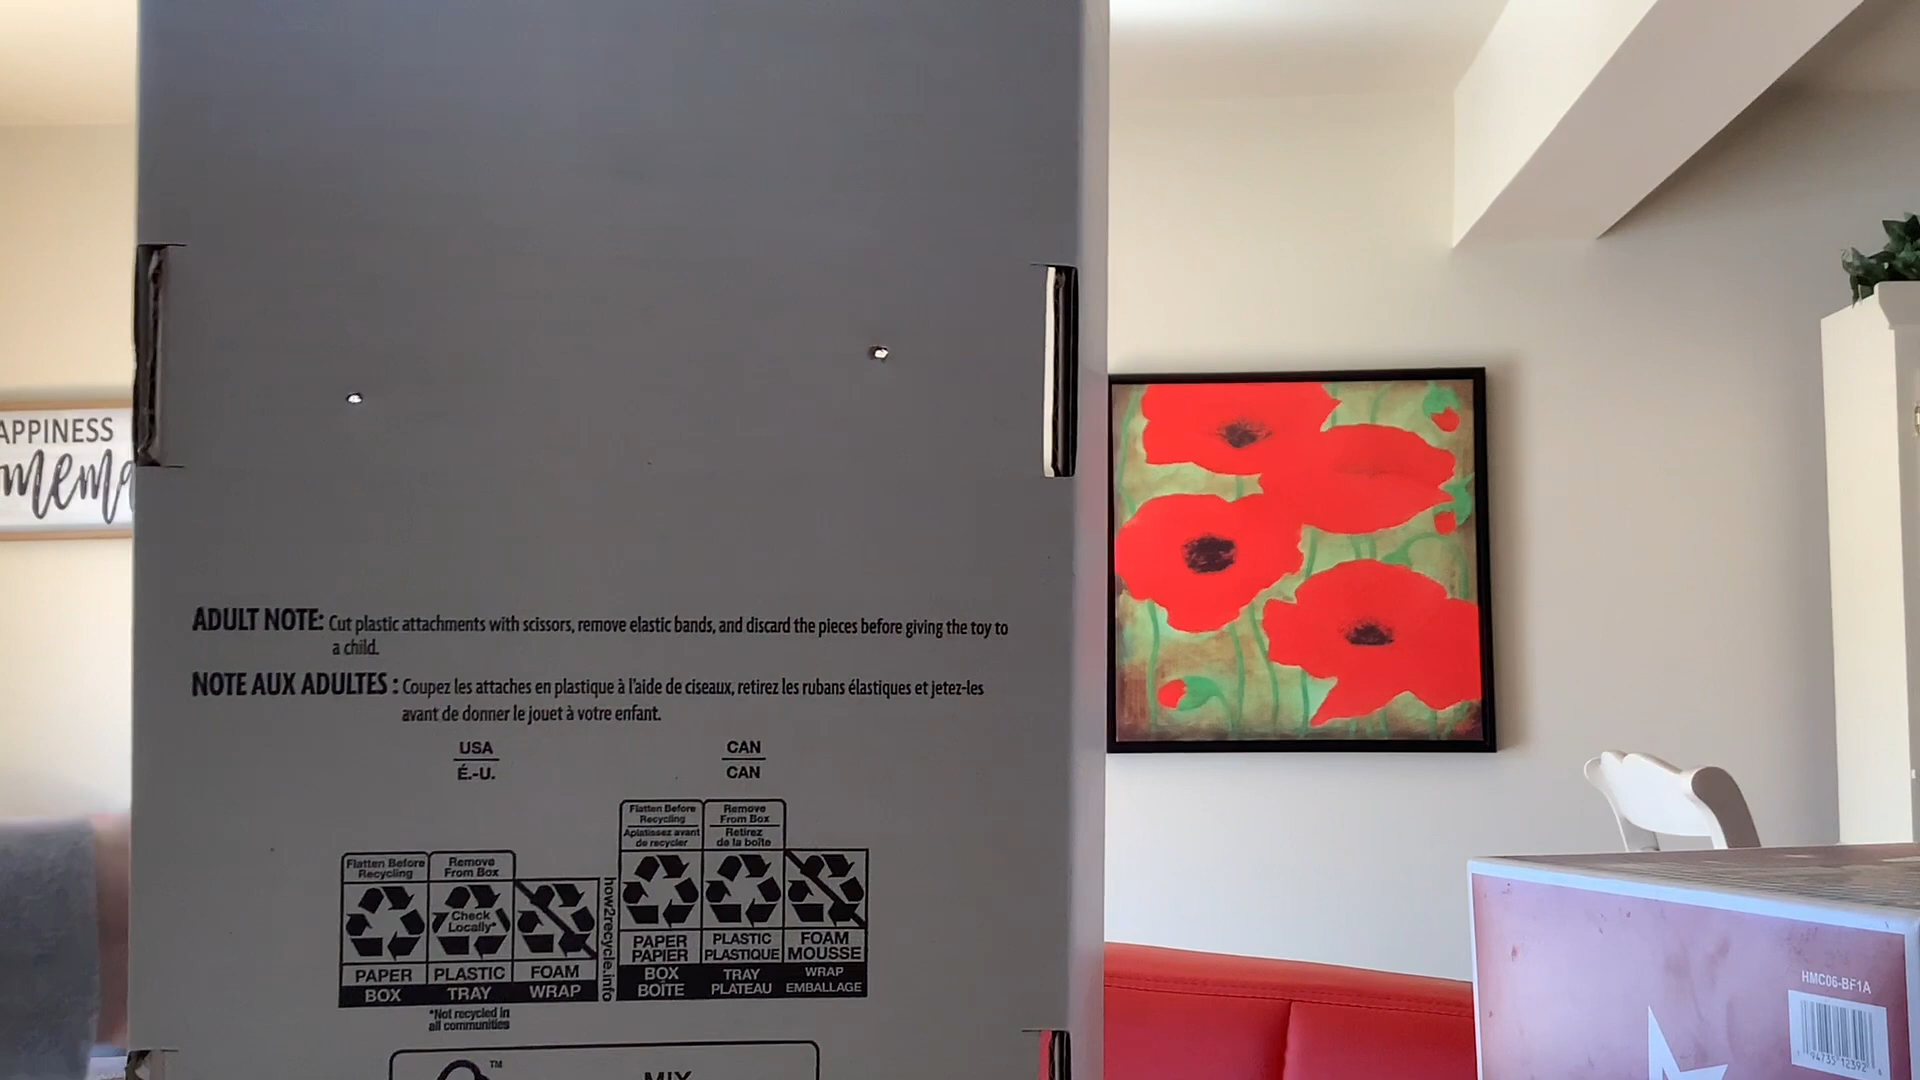 APPINESS
ADULT NOTE: Cut plastic attachments with scissors, remove elastic bands, and discard the pieces before giving the toy to
a child.
NOTE AUX ADULTES : Coupez les attaches en plastique à l'aide de ciseaux, retirez les rubans élastiques et jetez-les
avant de donner le jouet à votre enfant.
USA
É.-U.
CAN
CAN
Flatten Before
Recycling
Remove
From Box
Check
Locally*
PAPER
BOX
PLASTIC
TRAY
FOAM
WRAP
*Not recycled in
all communities
how2recycle.info
Flatten Before
Recycling
Aplatissez avant
de recycler
Remove
From Box
Retirez
de la boîte
PAPER
PAPIER
BOX
BOÎTE
PLASTIC
PLASTIQUE
TRAY
PLATEAU
FOAM
MOUSSE
WRAP
EMBALLAGE
TM
MIX
HMC06-BF1A